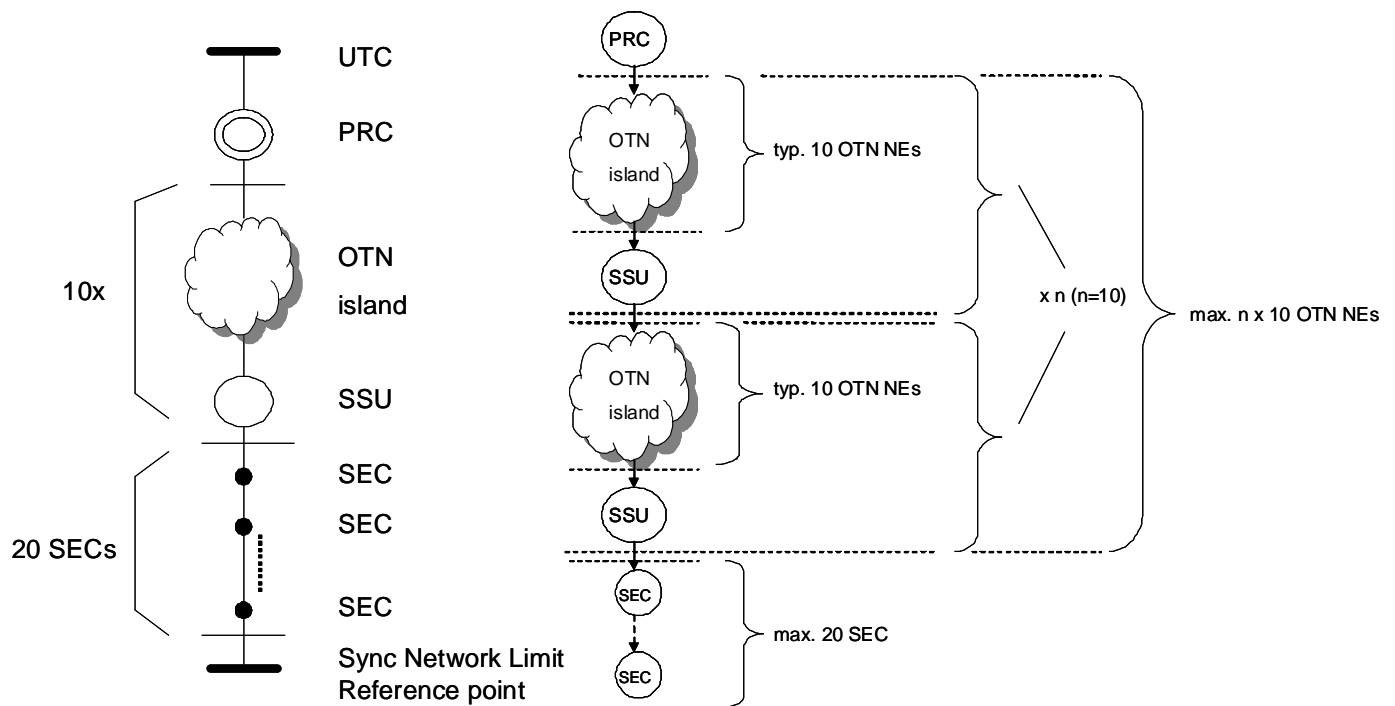 UTC
PRC
10x
OTN
island
SSU
SEC
SEC
20 SECs
SEC
Sync Network Limit
Reference point
PRC
OTN
island
typ. 10 OTN NEs
SSU
x n (n=10)
max. n x 10 OTN NEs
OTN
island
typ. 10 OTN NEs
SSU
SEC
max. 20 SEC
SEC